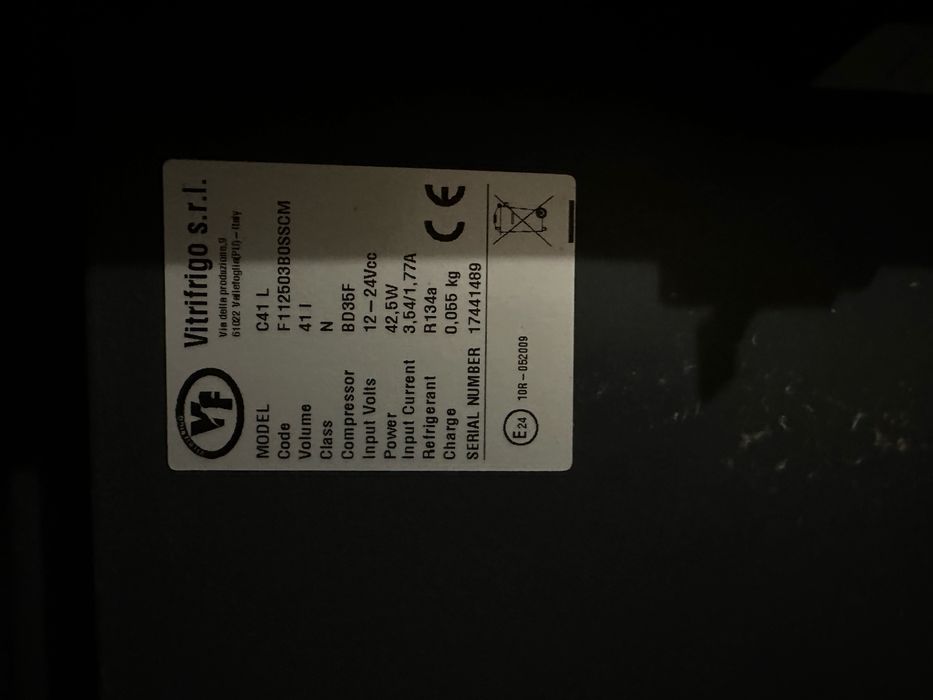 VF
Vitrifrigo s.r.l.
Via della produzione,9
61022 Vallefoglia(PU) – Italy
MODEL C41 L
Code F112503B0SSCM
Volume 41 l
Class N
Compressor BD35F
Input Volts 12 – 24Vcc
Power 42,5W
Input Current 3,54/1,77A
Refrigerant R134a
Charge 0,055 kg
SERIAL NUMBER 17441489
CE
E24 10R – 052009